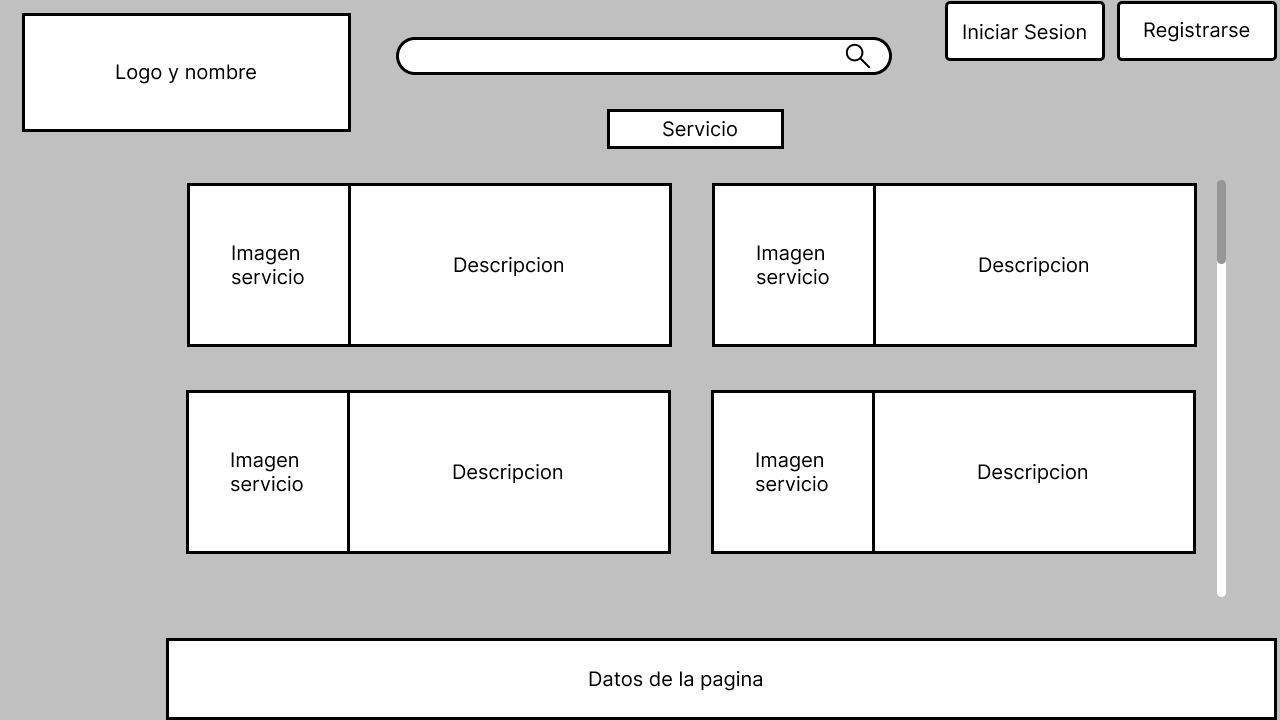 Logo y nombre
Iniciar Sesion
Registrarse
Servicio
Imagen
servicio
Descripcion
Imagen
servicio
Descripcion
Imagen
servicio
Descripcion
Imagen
servicio
Descripcion
Datos de la pagina